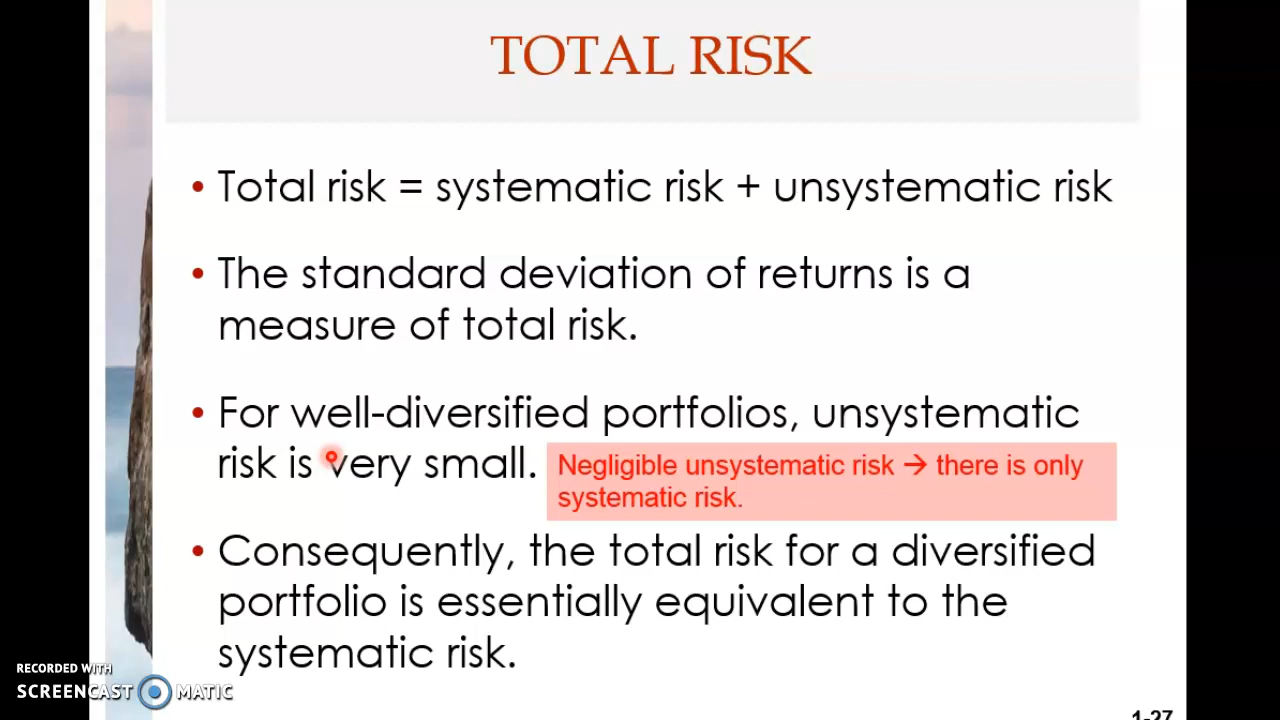 TOTAL RISK
• Total risk = systematic risk + unsystematic risk
• The standard deviation of returns is a
measure of total risk.
• For well-diversified portfolios, unsystematic
risk is very small.
Negligible unsystematic risk → there is only
systematic risk.
• Consequently, the total risk for a diversified
portfolio is essentially equivalent to the
systematic risk.
RECORDED WITH
SCREENCAST MATIC
1-27